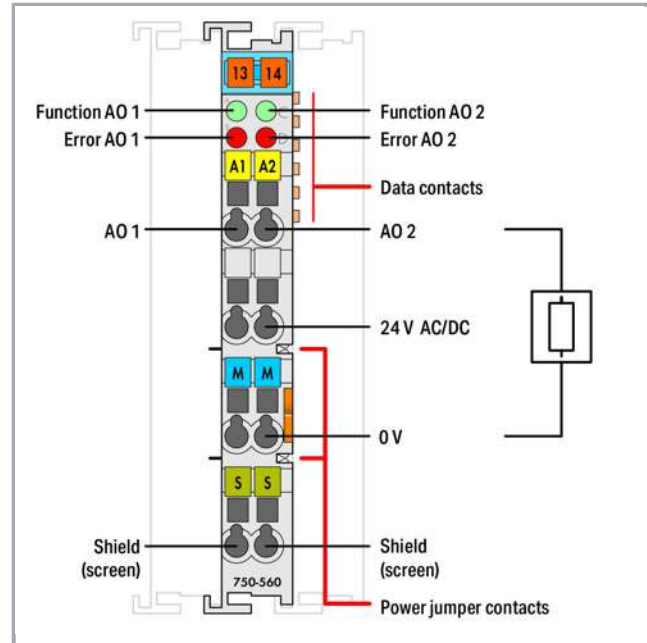 13 14
Function AO 1
Function AO 2
Error AO 1
Error AO 2
A1 A2
Data contacts
AO 1
AO 2
24 V AC/DC
M M
0 V
S S
Shield
(screen)
Shield
(screen)
750-560
Power jumper contacts